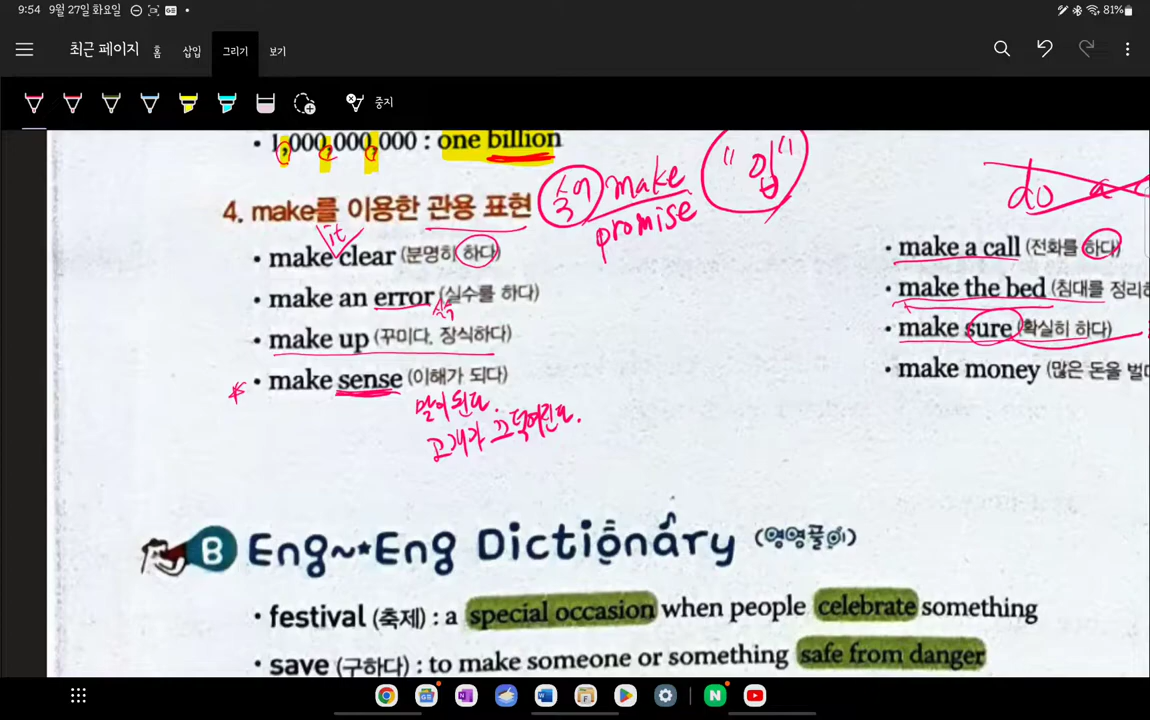 9:54 9월 27일 화요일 81%
최근 페이지 홈 삽입 그리기 보기
중지
• 1,000,000,000 : one billion
4. make를 이용한 관용 표현
숙어 make promise
"입"
do a
it
• make clear (분명히 하다)
• make an error (실수를 하다)
• make up (꾸미다, 장식하다)
• make sense (이해가 되다)
말이 된다.
고개가 끄덕여진다.
• make a call (전화를 하다)
• make the bed (침대를 정리하
• make sure (확실히 하다)
• make money (많은 돈을 벌다
B Eng~*Eng Dictionary (영영풀이)
• festival (축제) : a special occasion when people celebrate something
• save (구하다) : to make someone or something safe from danger